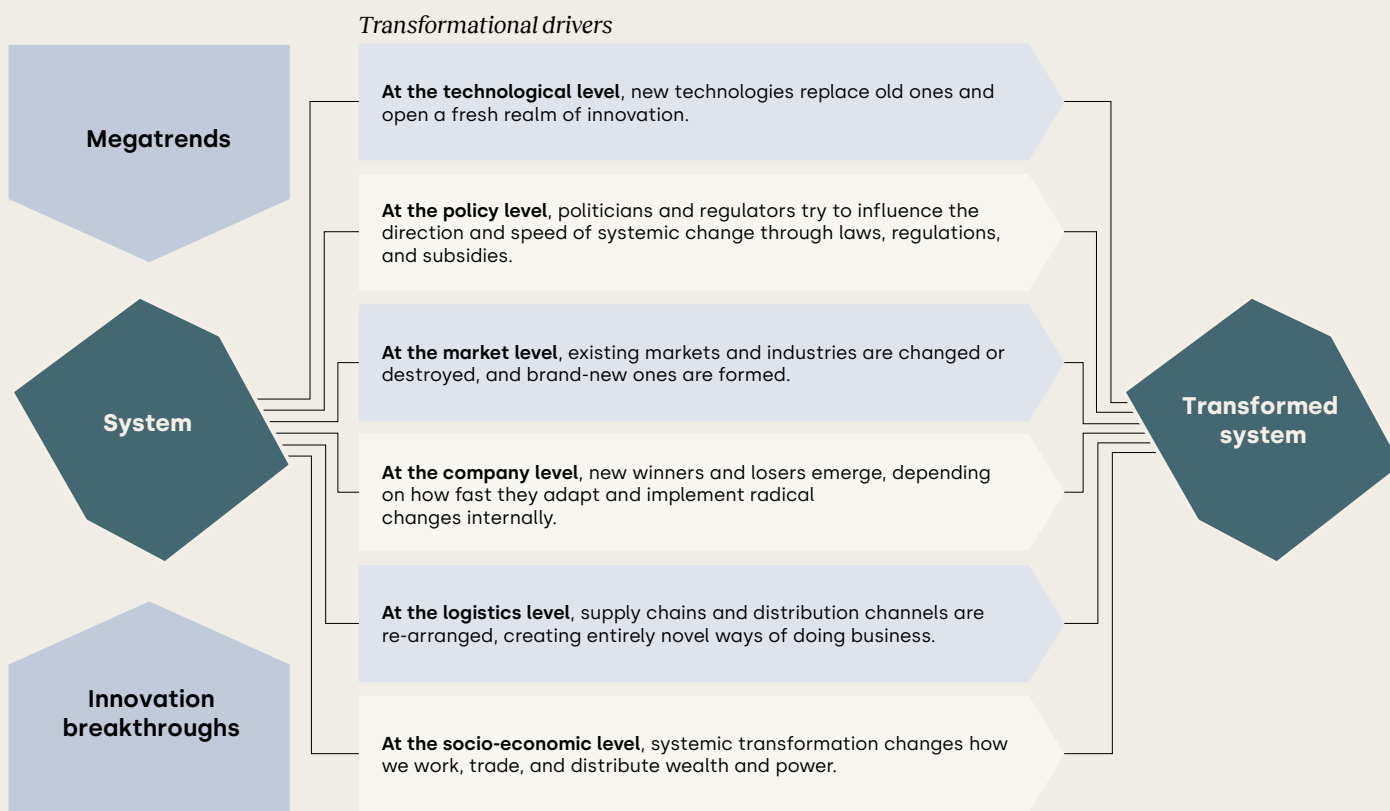 Transformational drivers
Megatrends
System
Innovation
breakthroughs
At the technological level, new technologies replace old ones and
open a fresh realm of innovation.
At the policy level, politicians and regulators try to influence the
direction and speed of systemic change through laws, regulations,
and subsidies.
At the market level, existing markets and industries are changed or
destroyed, and brand-new ones are formed.
At the company level, new winners and losers emerge, depending
on how fast they adapt and implement radical
changes internally.
At the logistics level, supply chains and distribution channels are
re-arranged, creating entirely novel ways of doing business.
At the socio-economic level, systemic transformation changes how
we work, trade, and distribute wealth and power.
Transformed
system